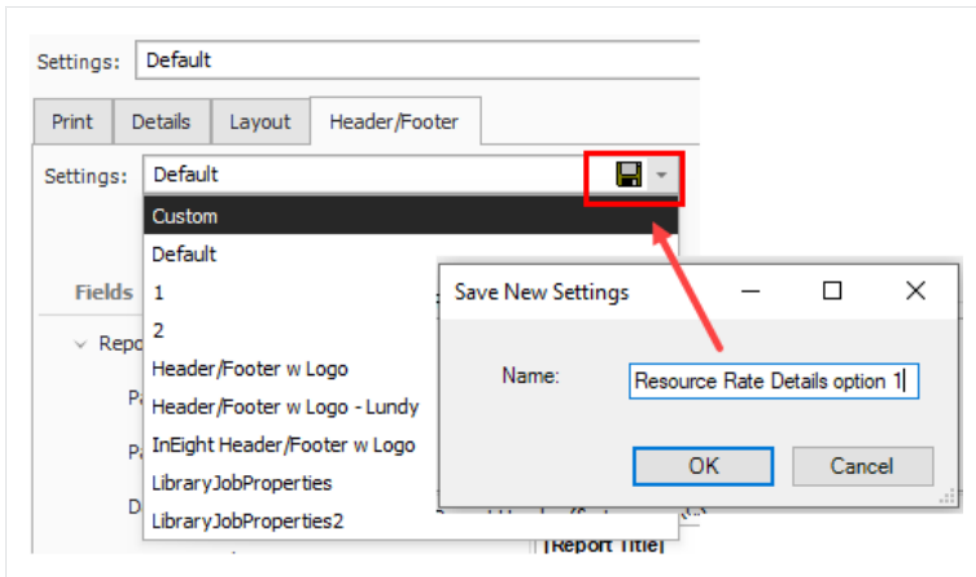 Settings: Default
Print Details Layout Header/Footer
Settings: Default
Custom
Default
Fields
1
2
Header/Footer w Logo
Header/Footer w Logo - Lundy
InEight Header/Footer w Logo
LibraryJobProperties
LibraryJobProperties2
[Report Title]
Save New Settings
Name: Resource Rate Details option 1
OK Cancel